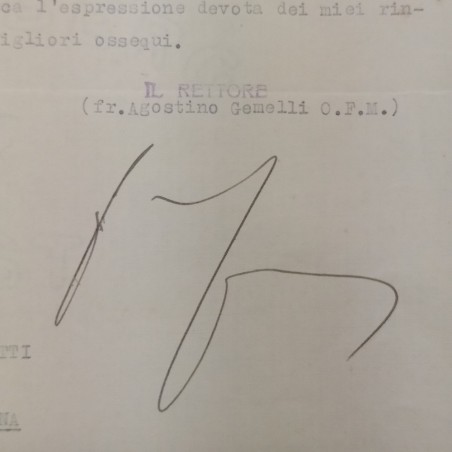 ca l'espressione devota dei miei rin-
igliori ossequi.
IL RETTORE
(fr.Agostino Gemelli O.F.M.)
TTI
NA